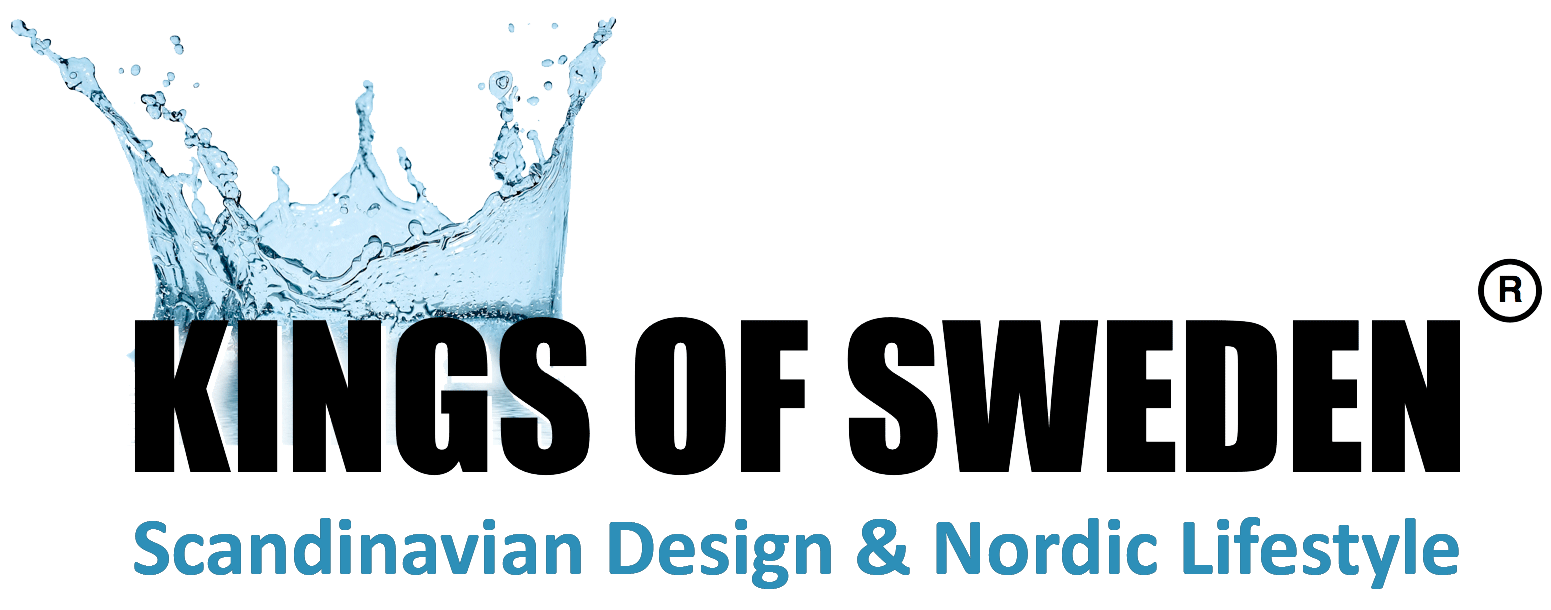 KINGS OF SWEDEN ®
Scandinavian Design & Nordic Lifestyle